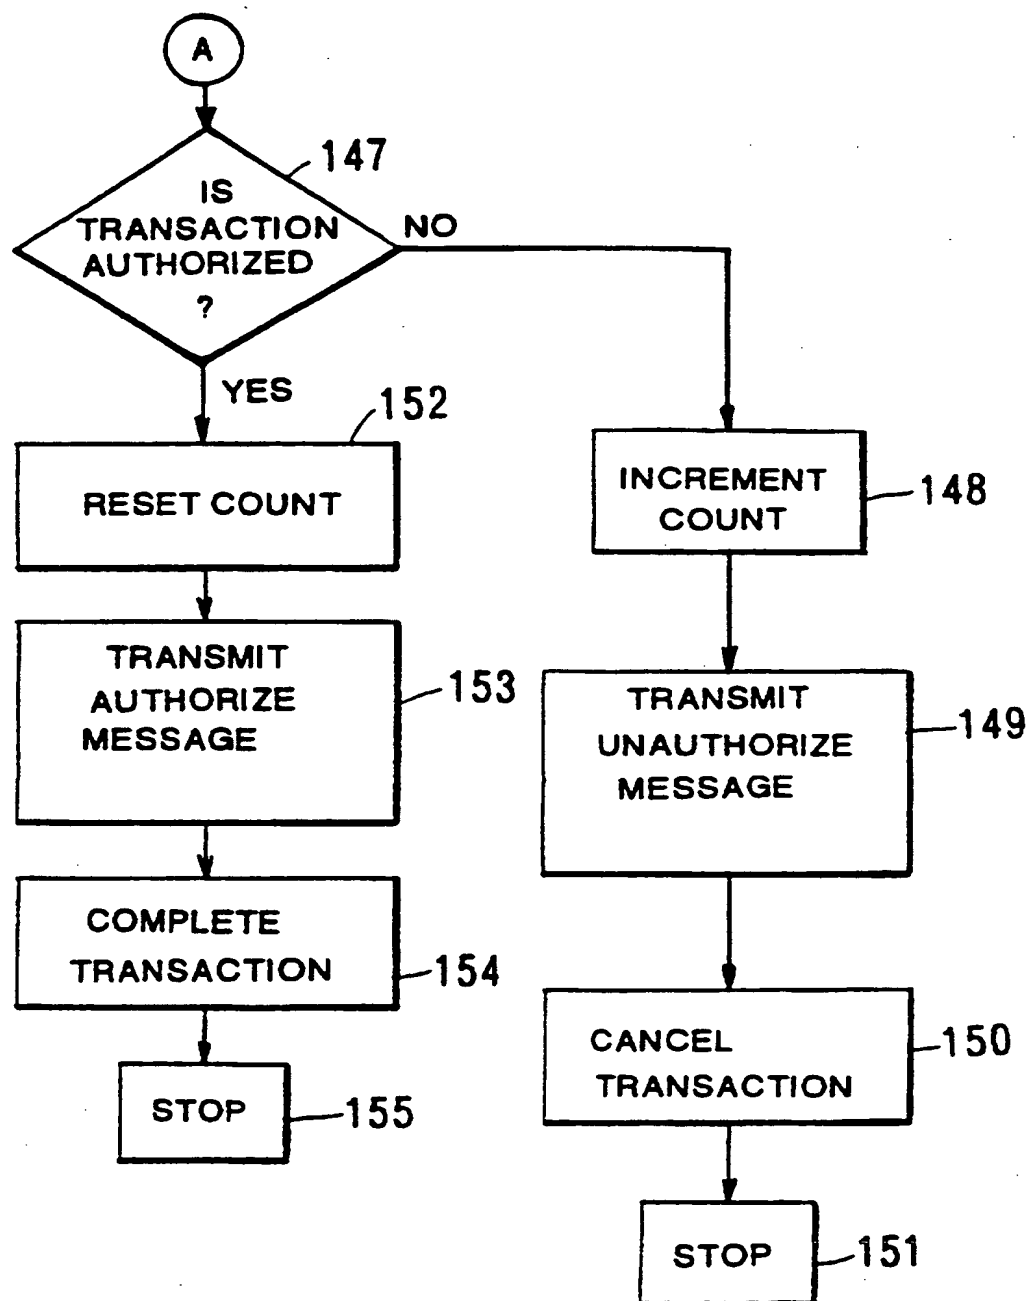 A
147
IS
TRANSACTION
AUTHORIZED
?
NO
YES
152
RESET COUNT
INCREMENT
COUNT
148
TRANSMIT
AUTHORIZE
MESSAGE
153
TRANSMIT
UNAUTHORIZE
MESSAGE
149
COMPLETE
TRANSACTION
154
CANCEL
TRANSACTION
150
STOP
155
STOP
151